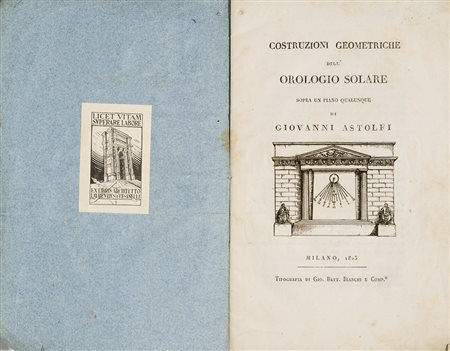 LICET VITAM
SVPERARE LABORE
EX LIBRIS ARCHITETTO
COSTRUZIONI GEOMETRICHE
DELL'
OROLOGIO SOLARE
SOPRA UN PIANO QUALUNQUE
DI
GIOVANNI ASTOLFI
MILANO, 1823
TIPOGRAFIA DI GIO. BATT. BIANCHI E COMP.°